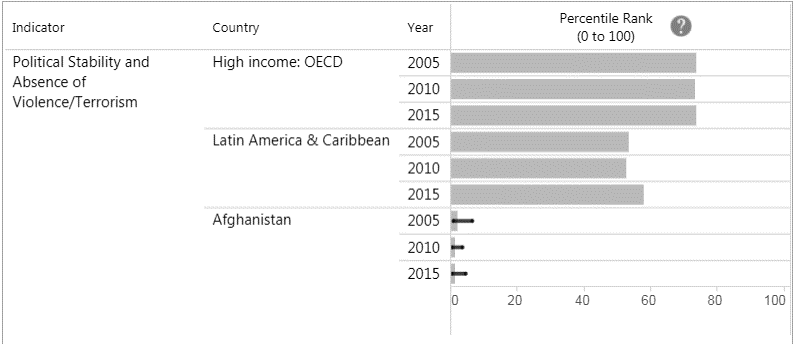 Indicator Country Year Percentile Rank
(0 to 100) ?
Political Stability and High income: OECD 2005
Absence of 2010
Violence/Terrorism 2015
Latin America & Caribbean 2005
2010
2015
Afghanistan 2005
2010
2015
0 20 40 60 80 100